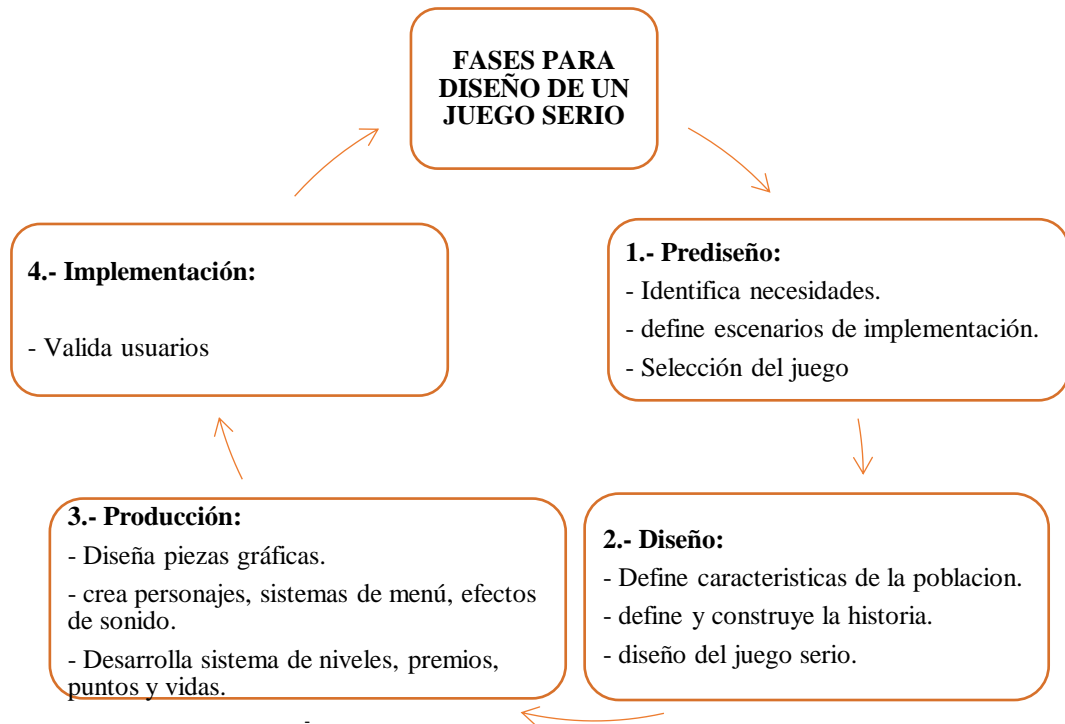 FASES PARA
DISEÑO DE UN
JUEGO SERIO
1.- Prediseño:
- Identifica necesidades.
- define escenarios de implementación.
- Selección del juego
2.- Diseño:
- Define caracteristicas de la poblacion.
- define y construye la historia.
- diseño del juego serio.
3.- Producción:
- Diseña piezas gráficas.
- crea personajes, sistemas de menú, efectos
de sonido.
- Desarrolla sistema de niveles, premios,
puntos y vidas.
4.- Implementación:
- Valida usuarios